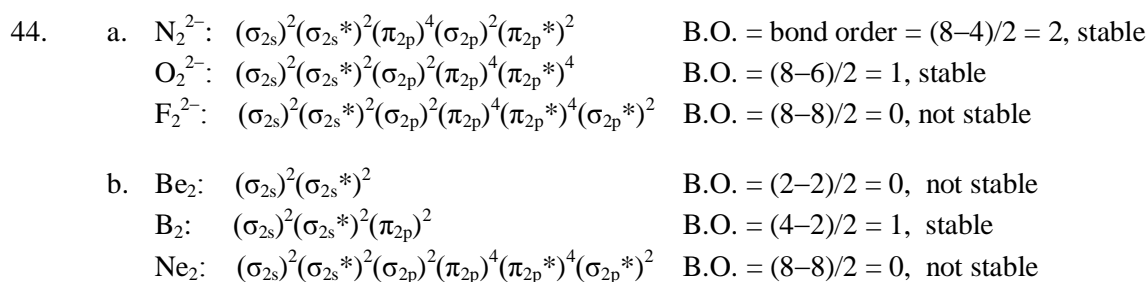 44. a. N₂²⁻: (σ₂ₛ)²(σ₂ₛ*)²(π₂ₚ)⁴(σ₂ₚ)²(π₂ₚ*)² B.O. = bond order = (8–4)/2 = 2, stable
O₂²⁻: (σ₂ₛ)²(σ₂ₛ*)²(σ₂ₚ)²(π₂ₚ)⁴(π₂ₚ*)⁴ B.O. = (8–6)/2 = 1, stable
F₂²⁻: (σ₂ₛ)²(σ₂ₛ*)²(σ₂ₚ)²(π₂ₚ)⁴(π₂ₚ*)⁴(σ₂ₚ*)² B.O. = (8–8)/2 = 0, not stable
b. Be₂: (σ₂ₛ)²(σ₂ₛ*)² B.O. = (2–2)/2 = 0, not stable
B₂: (σ₂ₛ)²(σ₂ₛ*)²(π₂ₚ)² B.O. = (4–2)/2 = 1, stable
Ne₂: (σ₂ₛ)²(σ₂ₛ*)²(σ₂ₚ)²(π₂ₚ)⁴(π₂ₚ*)⁴(σ₂ₚ*)² B.O. = (8–8)/2 = 0, not stable